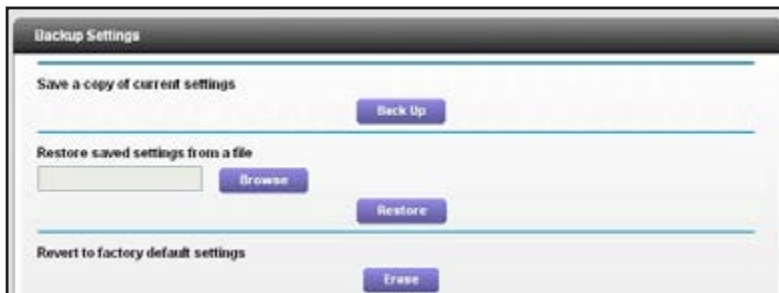 Backup Settings
Save a copy of current settings
Back Up
Restore saved settings from a file
Browse
Restore
Revert to factory default settings
Erase